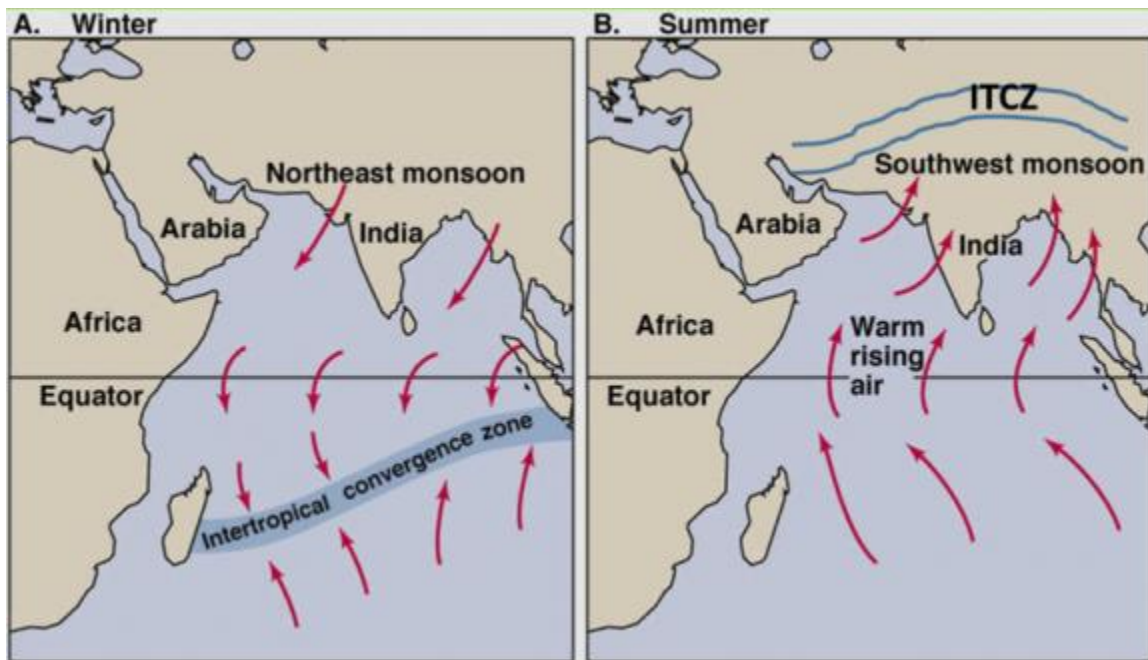 A. Winter
Northeast monsoon
Arabia
India
Africa
Equator
Intertropical convergence zone
B. Summer
ITCZ
Southwest monsoon
Arabia
India
Africa
Warm
rising
air
Equator